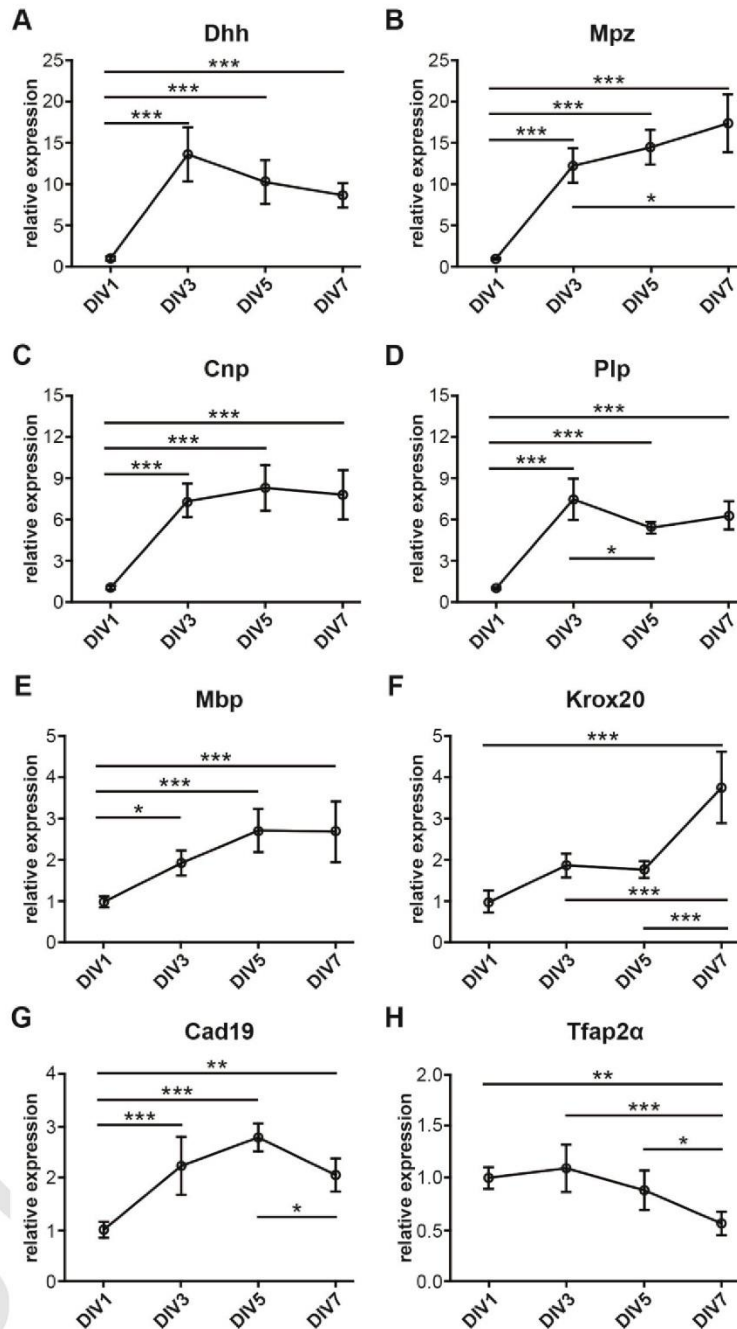 A
Dhh
relative expression
25
20
15
10
5
0
***
***
***
DIV1 DIV3 DIV5 DIV7
B
Mpz
relative expression
25
20
15
10
5
0
***
***
***
*
DIV1 DIV3 DIV5 DIV7
C
Cnp
relative expression
15
12
9
6
3
0
***
***
***
DIV1 DIV3 DIV5 DIV7
D
Plp
relative expression
15
12
9
6
3
0
***
***
***
*
DIV1 DIV3 DIV5 DIV7
E
Mbp
relative expression
5
4
3
2
1
0
***
***
*
DIV1 DIV3 DIV5 DIV7
F
Krox20
relative expression
5
4
3
2
1
0
***
***
***
DIV1 DIV3 DIV5 DIV7
G
Cad19
relative expression
4
3
2
1
0
**
***
***
*
DIV1 DIV3 DIV5 DIV7
H
Tfap2α
relative expression
2.0
1.5
1.0
0.5
0.0
**
***
*
DIV1 DIV3 DIV5 DIV7